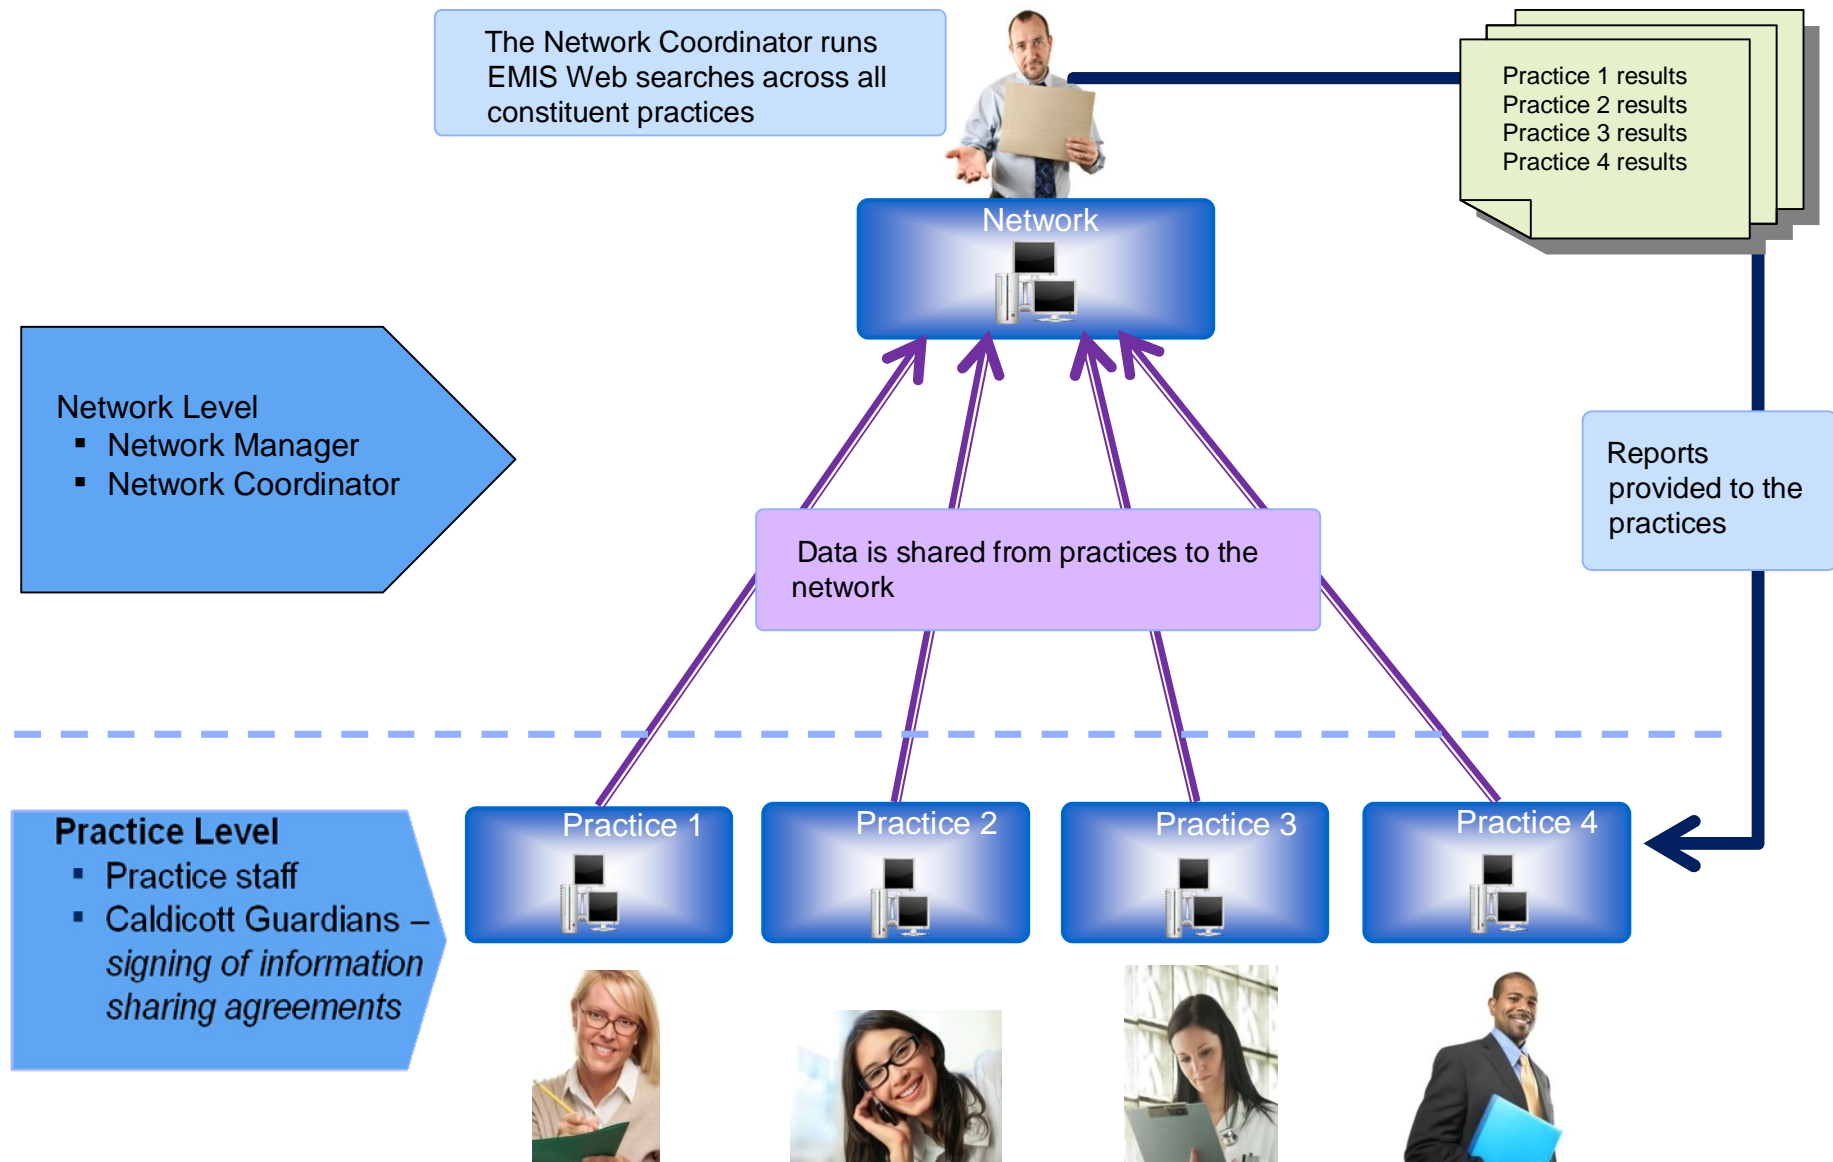 The Network Coordinator runs
EMIS Web searches across all
constituent practices
Practice 1 results
Practice 2 results
Practice 3 results
Practice 4 results
Network
Network Level
▪ Network Manager
▪ Network Coordinator
Reports
provided to the
practices
Data is shared from practices to the
network
Practice Level
▪ Practice staff
▪ Caldicott Guardians –
signing of information
sharing agreements
Practice 1
Practice 2
Practice 3
Practice 4